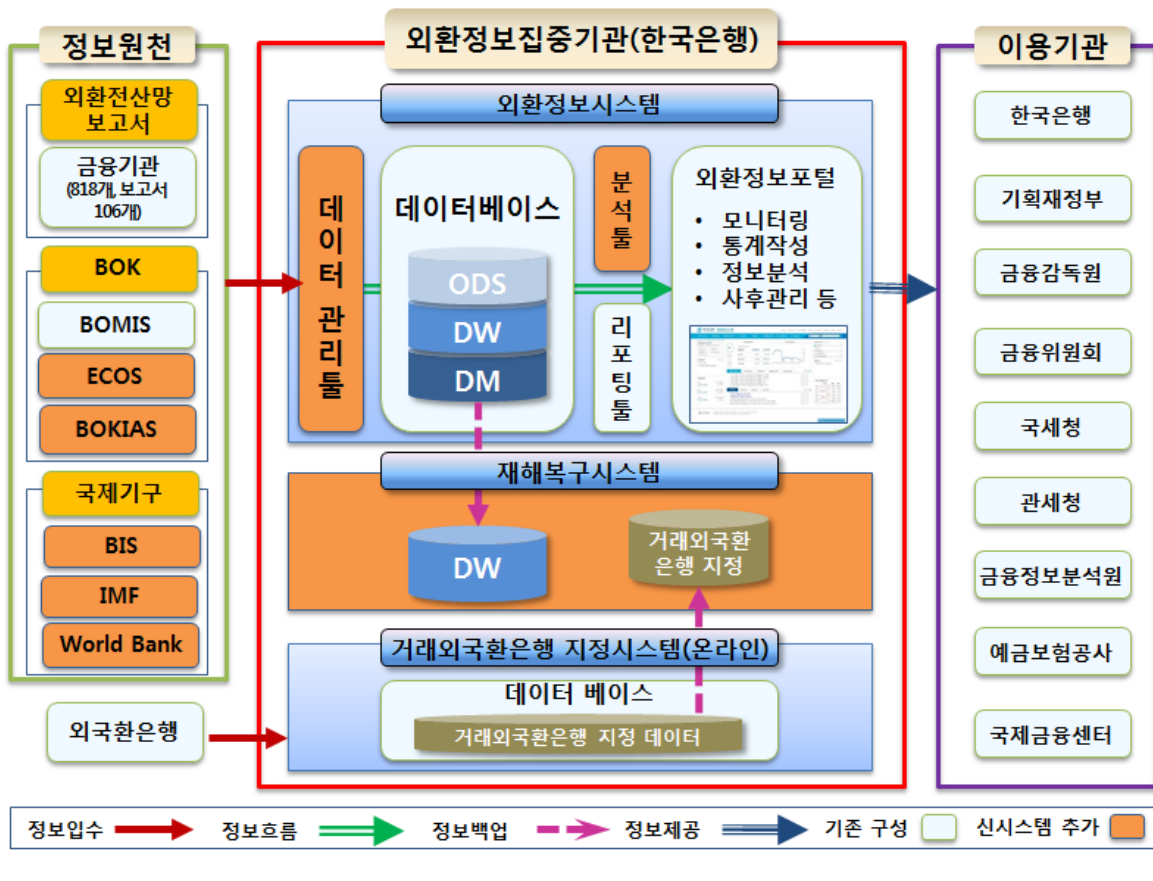 정보원천
외환전산망
보고서
금융기관
(818개, 보고서
106개)
BOK
BOMIS
ECOS
BOKIAS
국제기구
BIS
IMF
World Bank
외국환은행
외환정보집중기관(한국은행)
외환정보시스템
데이터 관리툴
데이터베이스
ODS
DW
DM
분석툴
리포팅툴
외환정보포털
• 모니터링
• 통계작성
• 정보분석
• 사후관리 등
재해복구시스템
DW
거래외국환
은행 지정
거래외국환은행 지정시스템(온라인)
데이터 베이스
거래외국환은행 지정 데이터
이용기관
한국은행
기획재정부
금융감독원
금융위원회
국세청
관세청
금융정보분석원
예금보험공사
국제금융센터
정보입수 정보흐름 정보백업 정보제공 기존 구성 신시스템 추가